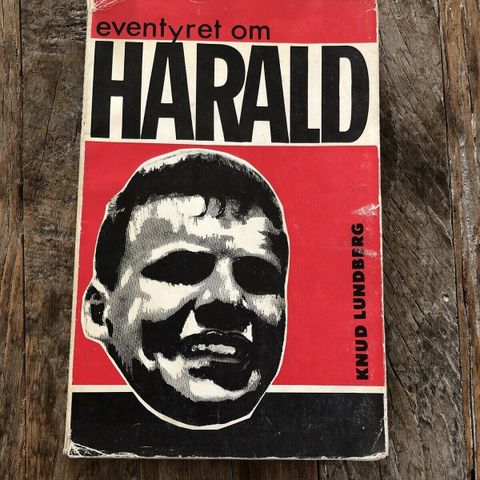 eventyret om
HARALD
KNUD LUNDBERG